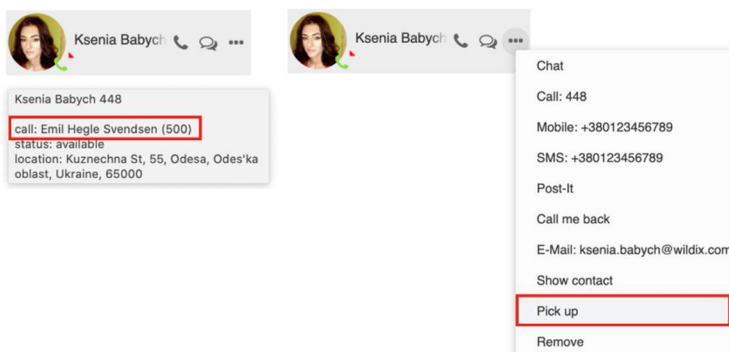 Ksenia Babych
Ksenia Babych
Ksenia Babych 448
call: Emil Hegle Svendsen (500)
status: available
location: Kuznechna St, 55, Odesa, Odes'ka
oblast, Ukraine, 65000
Chat
Call: 448
Mobile: +380123456789
SMS: +380123456789
Post-It
Call me back
E-Mail: ksenia.babych@wildix.com
Show contact
Pick up
Remove